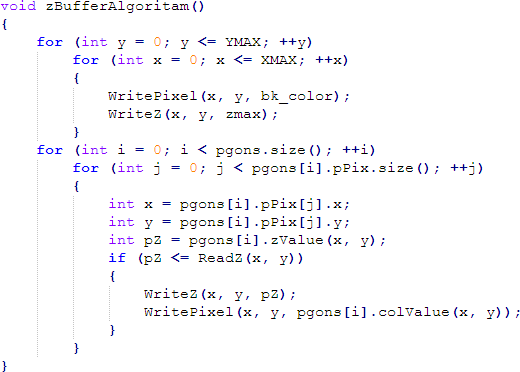 void zBufferAlgoritam()
{
    for (int y = 0; y <= YMAX; ++y)
        for (int x = 0; x <= XMAX; ++x)
        {
            WritePixel(x, y, bk_color);
            WriteZ(x, y, zmax);
        }
    for (int i = 0; i < pgons.size(); ++i)
        for (int j = 0; j < pgons[i].pPix.size(); ++j)
        {
            int x = pgons[i].pPix[j].x;
            int y = pgons[i].pPix[j].y;
            int pZ = pgons[i].zValue(x, y);
            if (pZ <= ReadZ(x, y))
            {
                WriteZ(x, y, pZ);
                WritePixel(x, y, pgons[i].colValue(x, y));
            }
        }
}